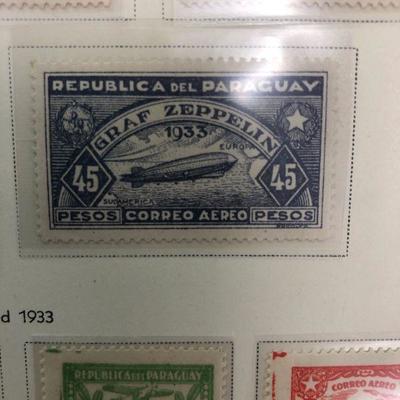 REPUBLICA DEL PARAGUAY
GRAF ZEPPELIN
1933
EUROPA
45 45
SUDAMERICA
PESOS CORREO AEREO PESOS
d 1933
REPUBLICA DEL PARAGUAY
CORREO AEREO